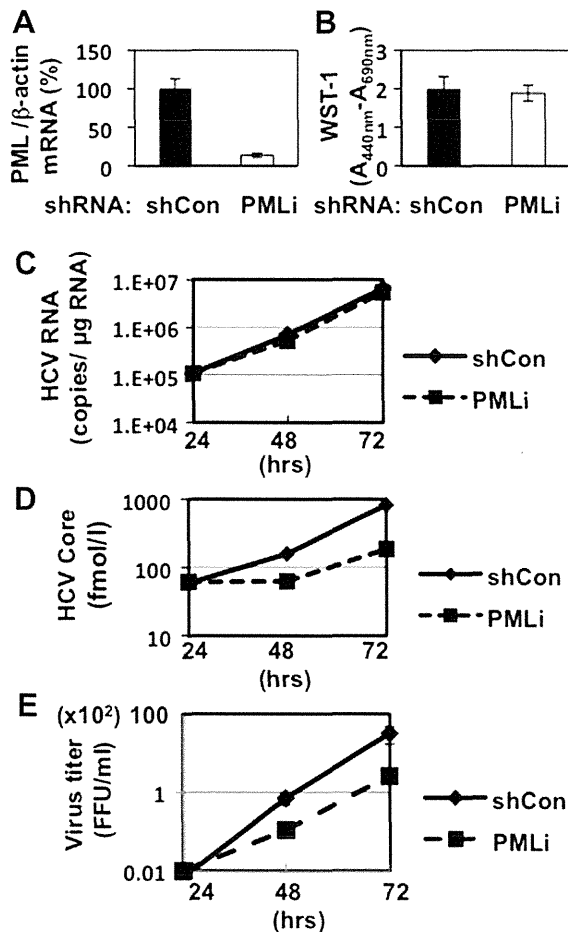 A
PML /β-actin
mRNA (%)
150
100
50
0
shRNA: shCon PMLi
B
WST-1
(A440nm-A690nm)
3
2
1
0
shRNA: shCon PMLi
C
HCV RNA
(copies/ μg RNA)
1.E+07
1.E+06
1.E+05
1.E+04
24 48 72
(hrs)
shCon
PMLi
D
HCV Core
(fmol/l)
1000
100
10
24 48 72
(hrs)
shCon
PMLi
E
(x10²)
Virus titer
(FFU/ml)
100
1
0.01
24 48 72
(hrs)
shCon
PMLi